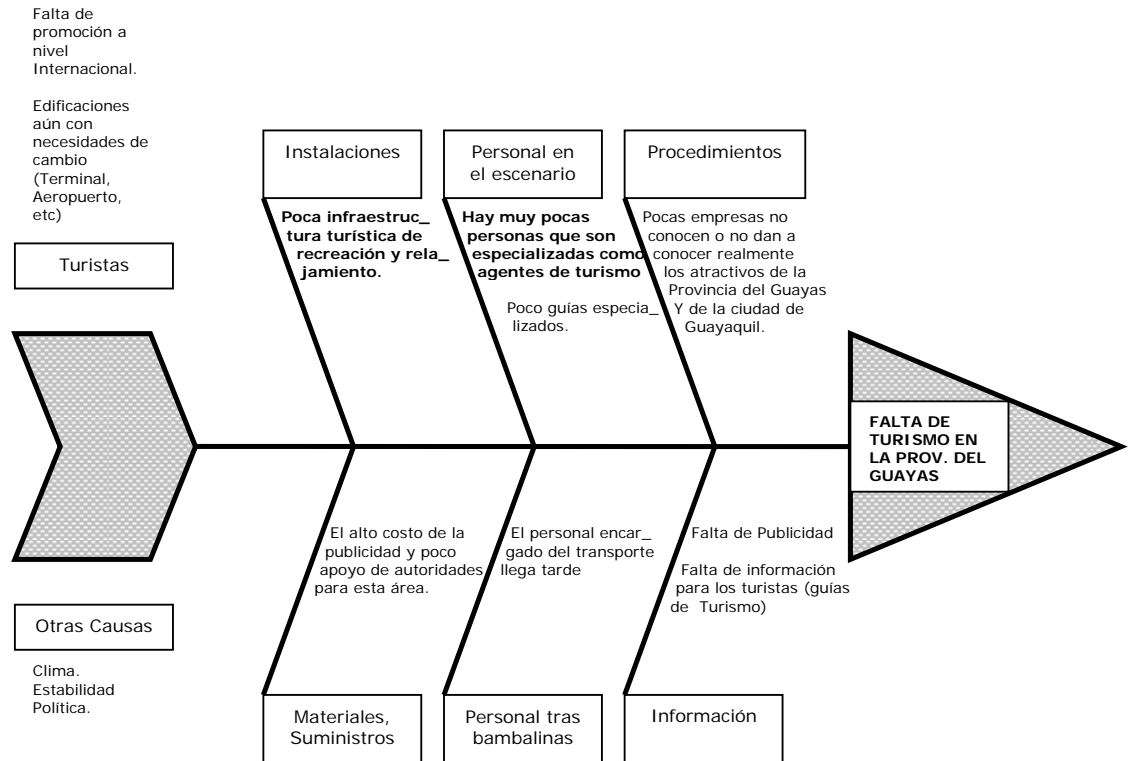 Falta de
promoción a
nivel
Internacional.
Edificaciones
aún con
necesidades de
cambio
(Terminal,
Aeropuerto,
etc)
Turistas
Instalaciones
Poca infraestruc_
tura turística de
recreación y rela_
jamiento.
Personal en
el escenario
Hay muy pocas
personas que son
especializadas como
agentes de turismo
Poco guías especia_
lizados.
Procedimientos
Pocas empresas no
conocen o no dan a
conocer realmente
los atractivos de la
Provincia del Guayas
Y de la ciudad de
Guayaquil.
FALTA DE
TURISMO EN
LA PROV. DEL
GUAYAS
El alto costo de la
publicidad y poco
apoyo de autoridades
para esta área.
El personal encar_
gado del transporte
llega tarde
Falta de Publicidad
Falta de información
para los turistas (guías
de Turismo)
Otras Causas
Clima.
Estabilidad
Política.
Materiales,
Suministros
Personal tras
bambalinas
Información